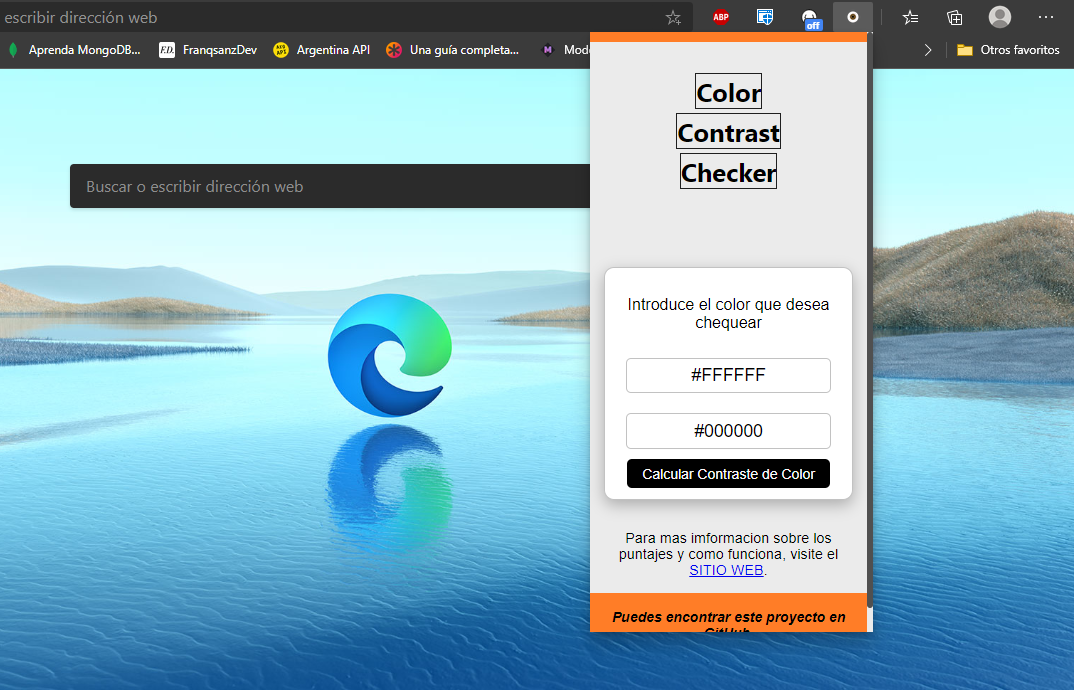 escribir dirección web
ABP
off
Aprenda MongoDB...
F.D.
FranqsanzDev
Argentina API
Una guía completa...
M
Mod
Otros favoritos
Buscar o escribir dirección web
Color
Contrast
Checker
Introduce el color que desea
chequear
#FFFFFF
#000000
Calcular Contraste de Color
Para mas imformacion sobre los
puntajes y como funciona, visite el
SITIO WEB.
Puedes encontrar este proyecto en
GitHub